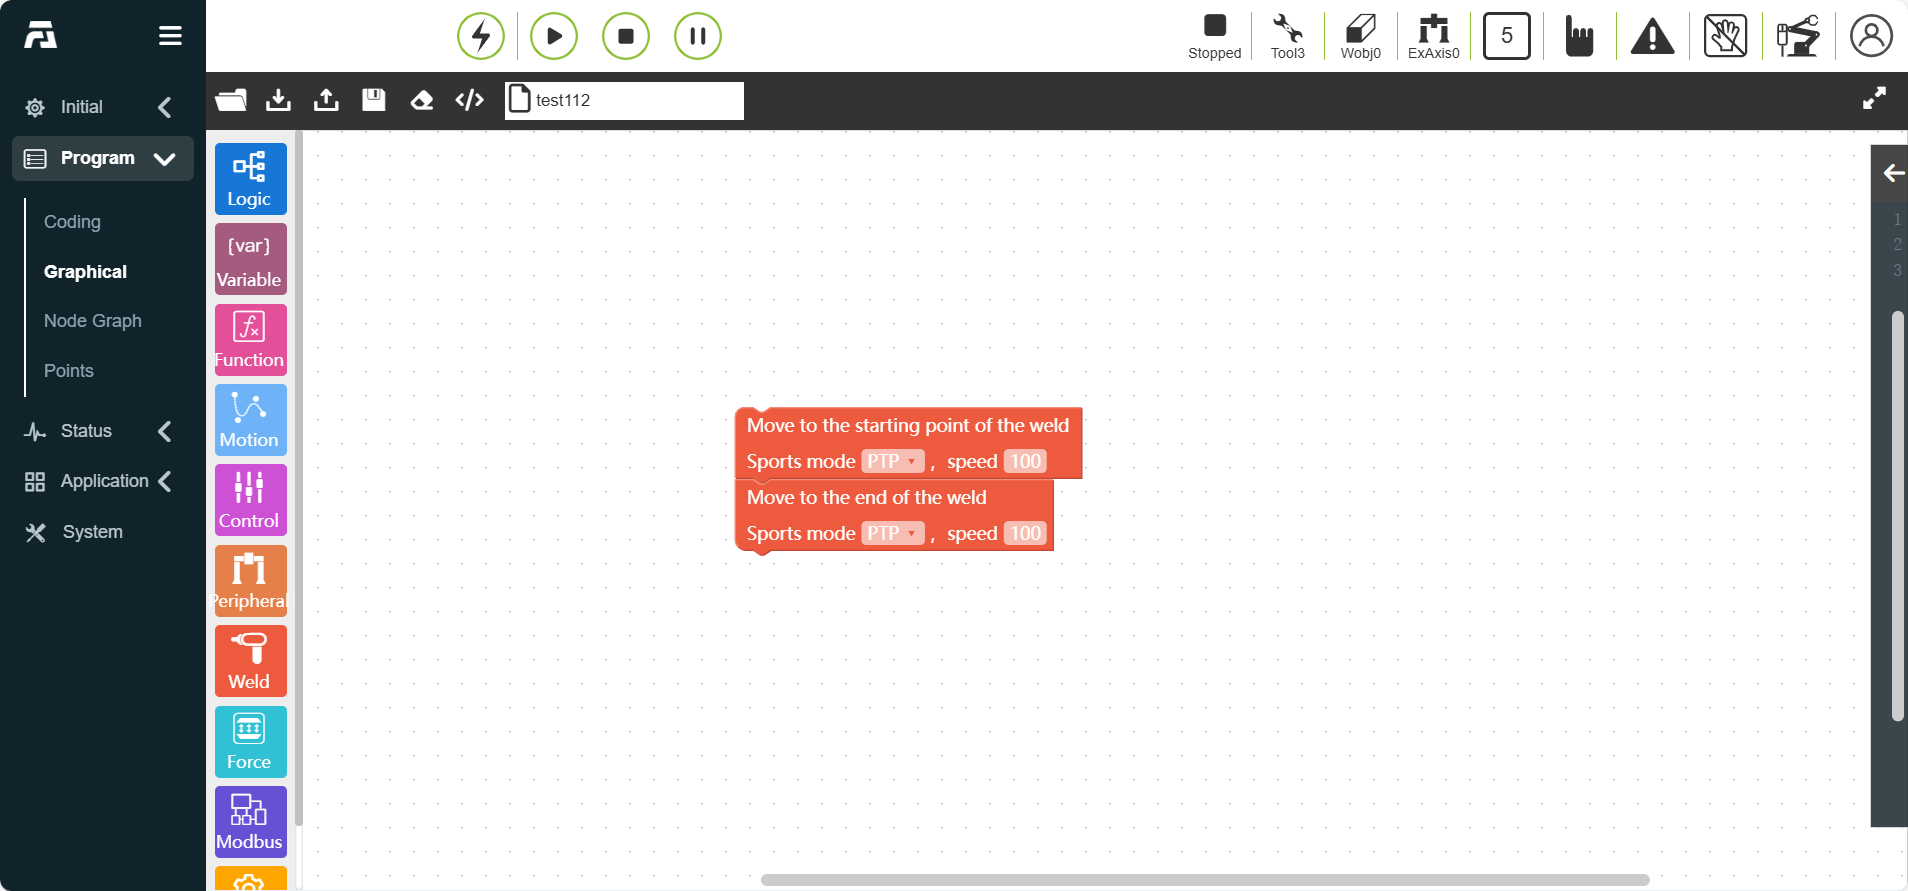 Stopped
Tool3
Wobj0
ExAxis0
5
test112
Initial
Program
Coding
Graphical
Node Graph
Points
Status
Application
System
Logic
{var}
Variable
fx
Function
Motion
Control
Peripheral
Weld
Force
Modbus
Move to the starting point of the weld
Sports mode PTP , speed 100
Move to the end of the weld
Sports mode PTP , speed 100
1
2
3